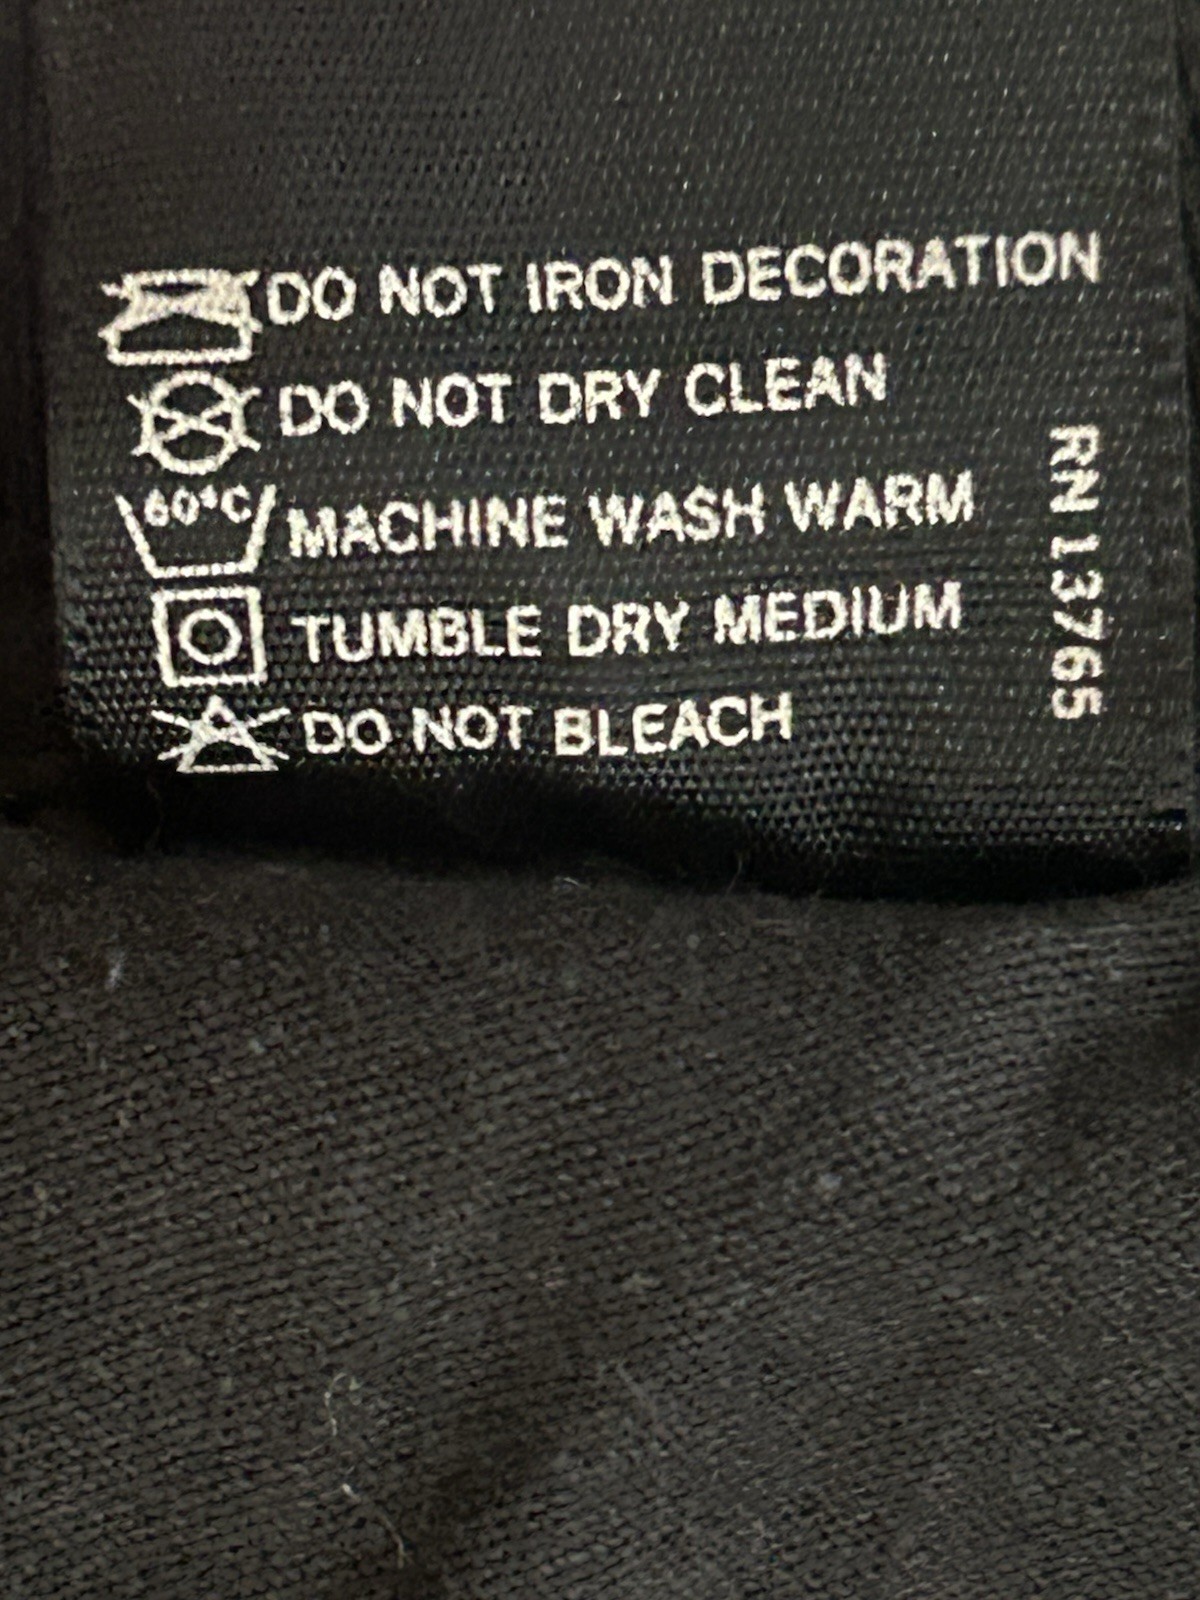 DO NOT IRON DECORATION
DO NOT DRY CLEAN
60°C MACHINE WASH WARM
TUMBLE DRY MEDIUM
DO NOT BLEACH
RN 13765